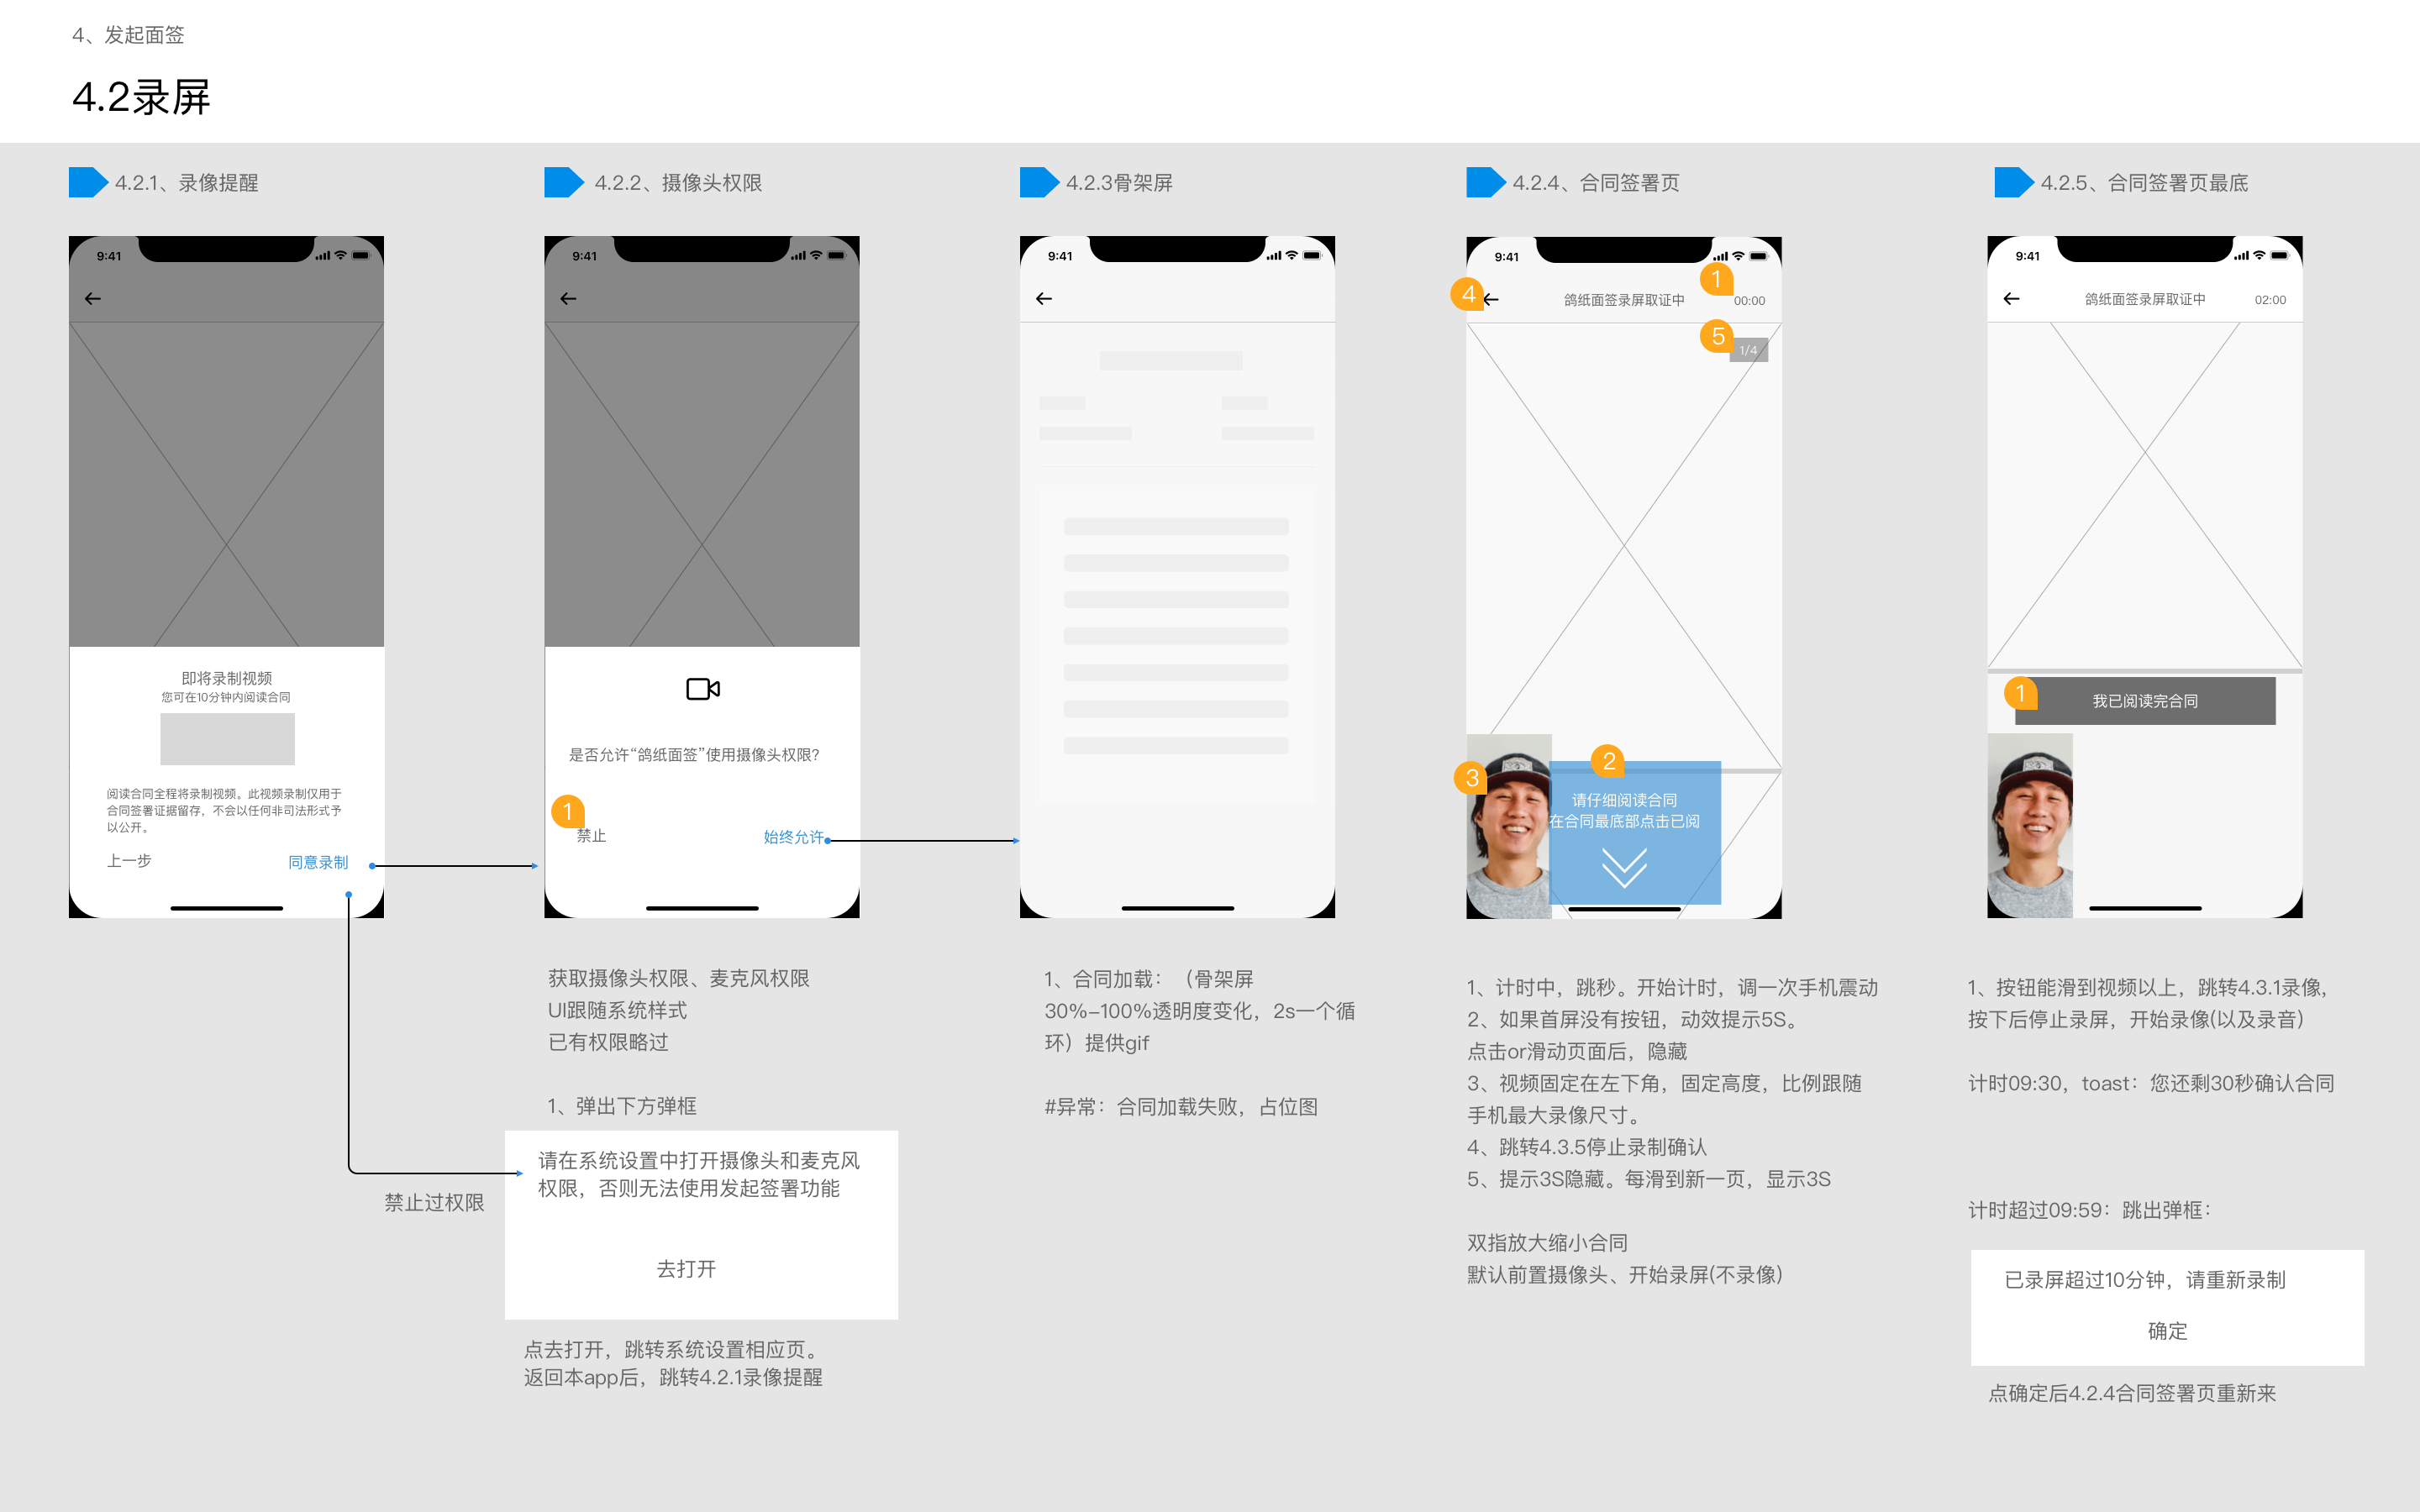 4、发起面签
4.2录屏
4.2.1、录像提醒
9:41
即将录制视频
您可在10分钟内阅读合同
阅读合同全程将录制视频。此视频录制仅用于
合同签署证据留存，不会以任何非司法形式予
以公开。
上一步
同意录制
4.2.2、摄像头权限
9:41
是否允许“鸽纸面签”使用摄像头权限?
1
禁止
始终允许
获取摄像头权限、麦克风权限
UI跟随系统样式
已有权限略过
1、弹出下方弹框
禁止过权限
请在系统设置中打开摄像头和麦克风
权限，否则无法使用发起签署功能
去打开
点去打开，跳转系统设置相应页。
返回本app后，跳转4.2.1录像提醒
4.2.3骨架屏
9:41
1、合同加载：（骨架屏
30%-100%透明度变化，2s一个循
环）提供gif
#异常：合同加载失败，占位图
4.2.4、合同签署页
9:41
1
4
鸽纸面签录屏取证中
00:00
5
1/4
2
3
请仔细阅读合同
在合同最底部点击已阅
1、计时中，跳秒。开始计时，调一次手机震动
2、如果首屏没有按钮，动效提示5S。
点击or滑动页面后，隐藏
3、视频固定在左下角，固定高度，比例跟随
手机最大录像尺寸。
4、跳转4.3.5停止录制确认
5、提示3S隐藏。每滑到新一页，显示3S
双指放大缩小合同
默认前置摄像头、开始录屏(不录像)
4.2.5、合同签署页最底
9:41
鸽纸面签录屏取证中
02:00
1
我已阅读完合同
1、按钮能滑到视频以上，跳转4.3.1录像,
按下后停止录屏，开始录像(以及录音)
计时09:30，toast：您还剩30秒确认合同
计时超过09:59：跳出弹框：
已录屏超过10分钟，请重新录制
确定
点确定后4.2.4合同签署页重新来